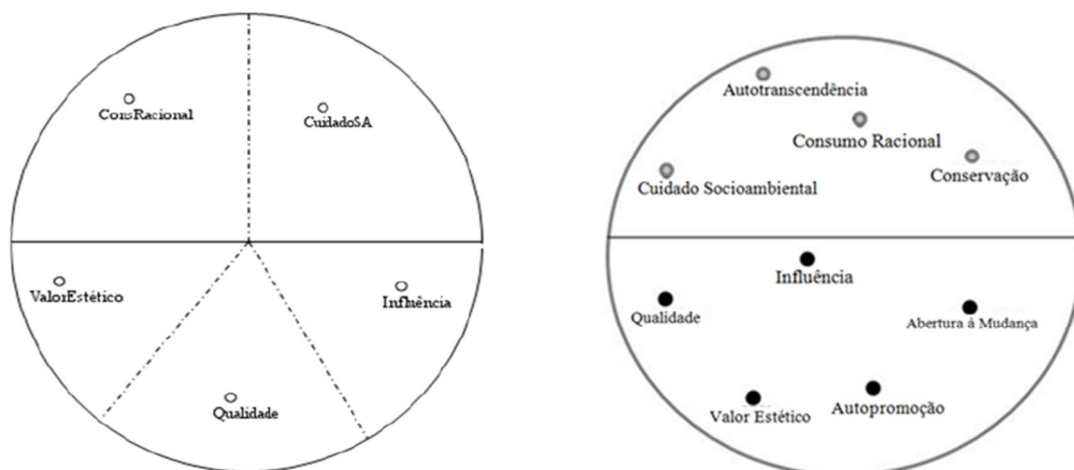 ConsRacional
CuidadoSA
ValorEstético
Influência
Qualidade
Autotranscendência
Consumo Racional
Conservação
Cuidado Socioambiental
Influência
Qualidade
Abertura à Mudança
Valor Estético
Autopromoção